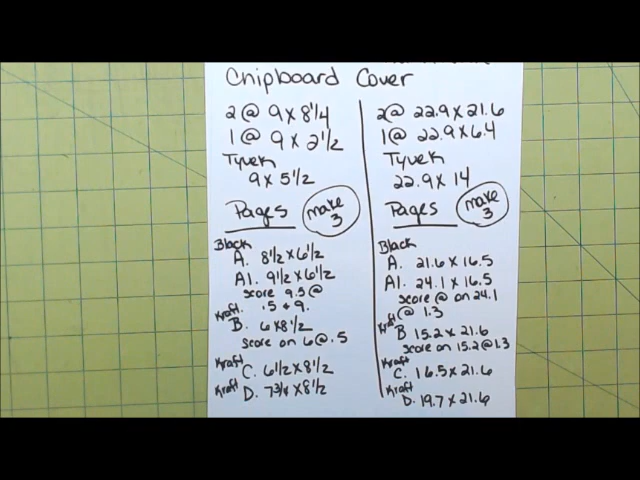 Chipboard Cover
2 @ 9 x 8 1/4
1 @ 9 x 2 1/2
Tyvek
9 x 5 1/2
Pages make 3
Black
A. 8 1/2 x 6 1/2
A1. 9 1/2 x 6 1/2
score 9.5 @
.5 + 9.
Kraft
B. 6 x 8 1/2
score on 6 @ .5
Kraft C. 6 1/2 x 8 1/2
Kraft D. 7 3/4 x 8 1/2
2 @ 22.9 x 21.6
1 @ 22.9 x 6.4
Tyvek
22.9 x 14
Pages make 3
Black
A. 21.6 x 16.5
A1. 24.1 x 16.5
score @ on 24.1
@ 1.3
Kraft
B 15.2 x 21.6
score on 15.2 @ 1.3
Kraft
C. 16.5 x 21.6
Kraft
D. 19.7 x 21.6